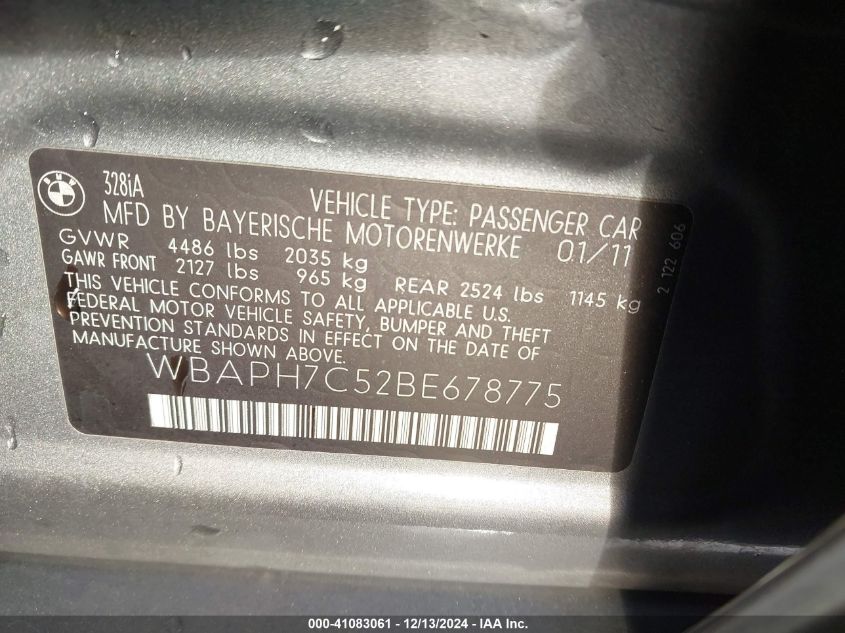 BMW
328iA VEHICLE TYPE: PASSENGER CAR
MFD BY BAYERISCHE MOTORENWERKE 01/11
GVWR 4486 lbs 2035 kg
GAWR FRONT 2127 lbs 965 kg REAR 2524 lbs 1145 kg
THIS VEHICLE CONFORMS TO ALL APPLICABLE U.S.
FEDERAL MOTOR VEHICLE SAFETY, BUMPER AND THEFT
PREVENTION STANDARDS IN EFFECT ON THE DATE OF
MANUFACTURE SHOWN ABOVE.
WBAPH7C52BE678775
2 122 606
000-41083061 - 12/13/2024 - IAA Inc.